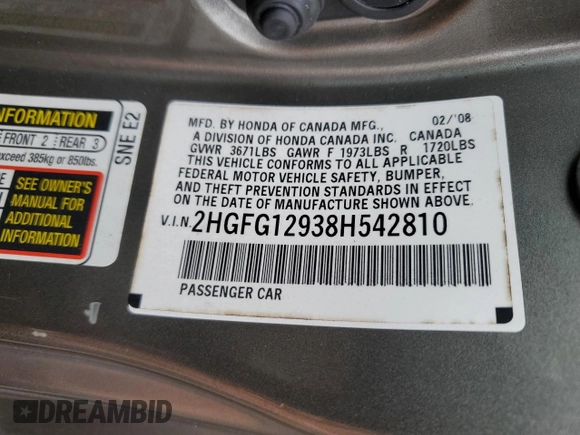 NFORMATION
FRONT 2 REAR 3
exceed 385kg or 850lbs.
SEE OWNER'S
MANUAL FOR
ADDITIONAL
INFORMATION
SNE E2
MFD. BY HONDA OF CANADA MFG., 02/'08
A DIVISION OF HONDA CANADA INC. CANADA
GVWR 3671LBS GAWR F 1973LBS R 1720LBS
THIS VEHICLE CONFORMS TO ALL APPLICABLE
FEDERAL MOTOR VEHICLE SAFETY, BUMPER,
AND THEFT PREVENTION STANDARDS IN EFFECT
ON THE DATE OF MANUFACTURE SHOWN ABOVE.
V.I.N. 2HGFG12938H542810
PASSENGER CAR
DREAMBID